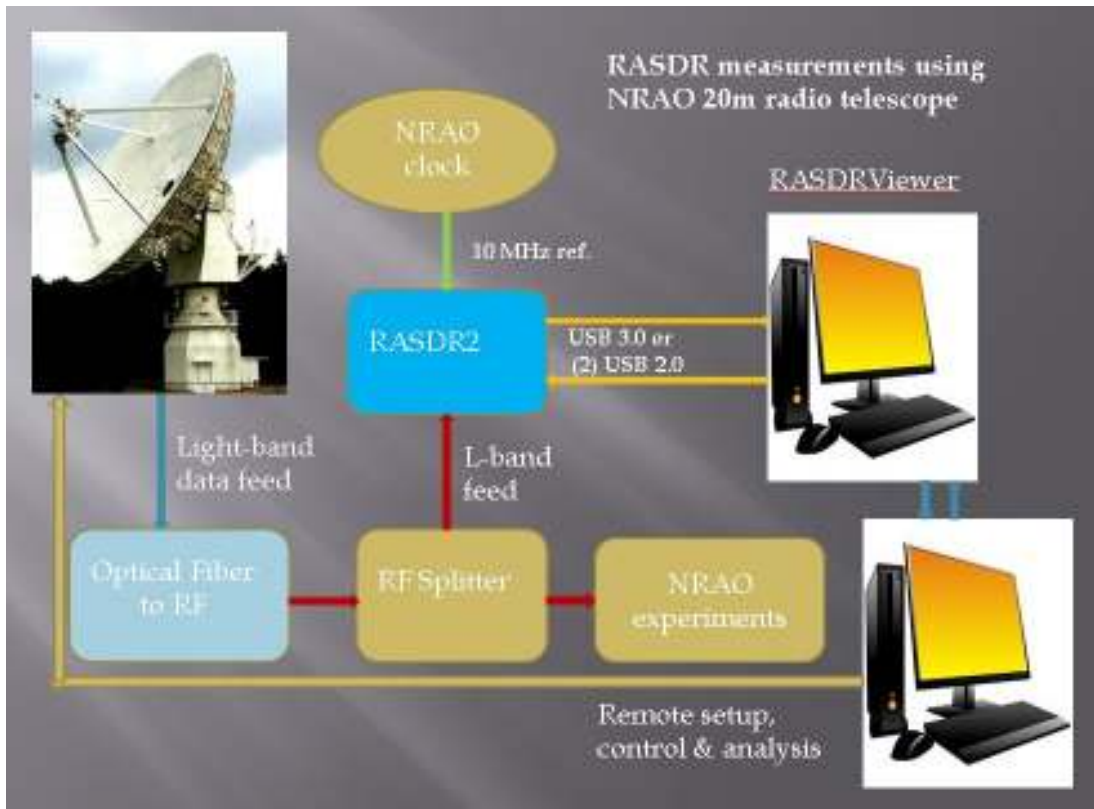 RASDR measurements using
NRAO 20m radio telescope
NRAO
clock
RASDRViewer
10 MHz ref.
RASDR2
USB 3.0 or
(2) USB 2.0
Light-band
data feed
L-band
feed
Optical Fiber
to RF
RF Splitter
NRAO
experiments
Remote setup,
control & analysis